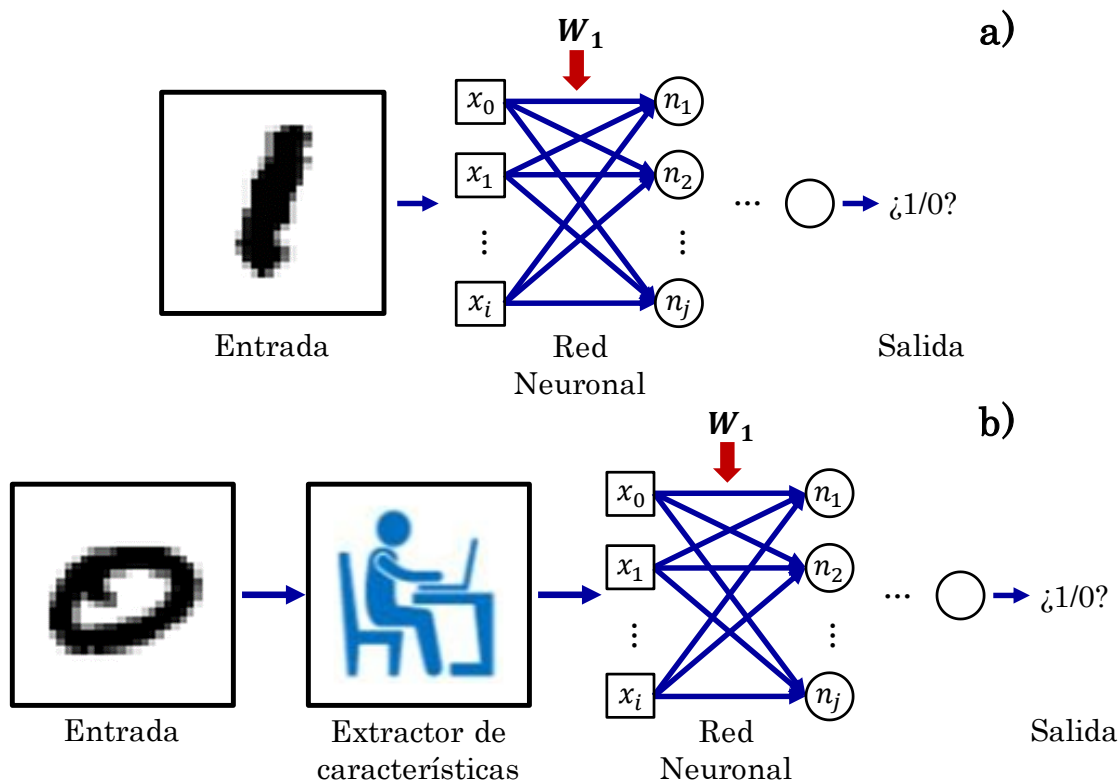 a)
W₁
x₀ n₁
x₁ n₂
⋮ ⋮ ... ¿1/0?
xᵢ nⱼ
Entrada Red Neuronal Salida
b)
W₁
x₀ n₁
x₁ n₂
⋮ ⋮ ... ¿1/0?
xᵢ nⱼ
Entrada Extractor de características Red Neuronal Salida